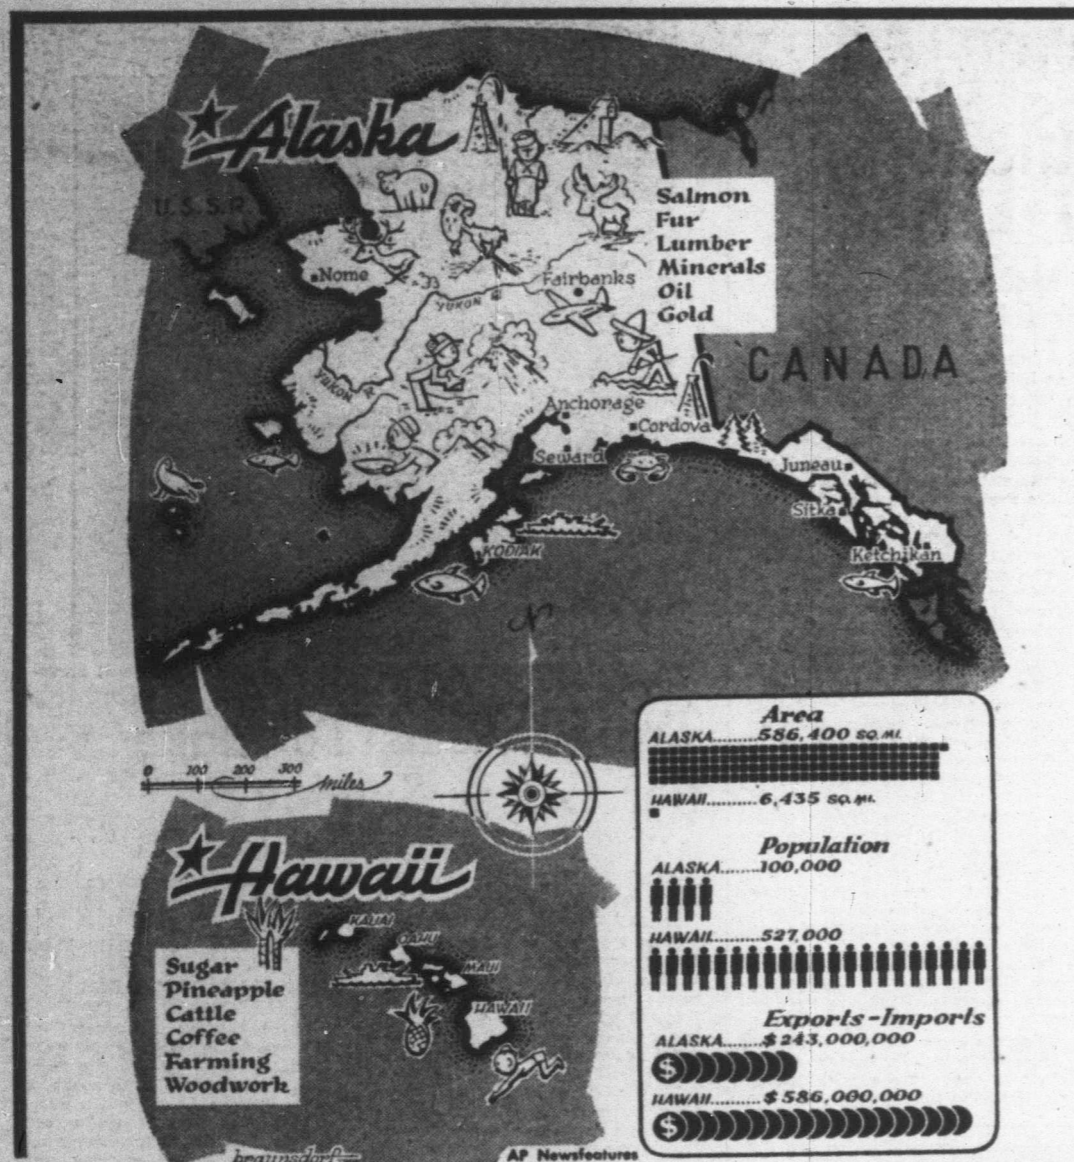 Alaska
U.S.S.R.
Salmon
Fur
Lumber
Minerals
Oil
Gold
Nome
Fairbanks
YUKON R.
CANADA
YUKON R.
Anchorage
Cordova
Seward
Juneau
Sitka
Ketchikan
KODIAK
N
0 100 200 300 miles
Area
ALASKA.........586,400 SQ. MI.
HAWAII..........6,435 SQ. MI.
Population
ALASKA........100,000
HAWAII..........527,000
Exports-Imports
ALASKA........$243,000,000
$
HAWAII..........$586,000,000
$
Hawaii
KAUAI
OAHU
MAUI
HAWAII
Sugar
Pineapple
Cattle
Coffee
Farming
Woodwork
braunsdorf
AP Newsfeatures